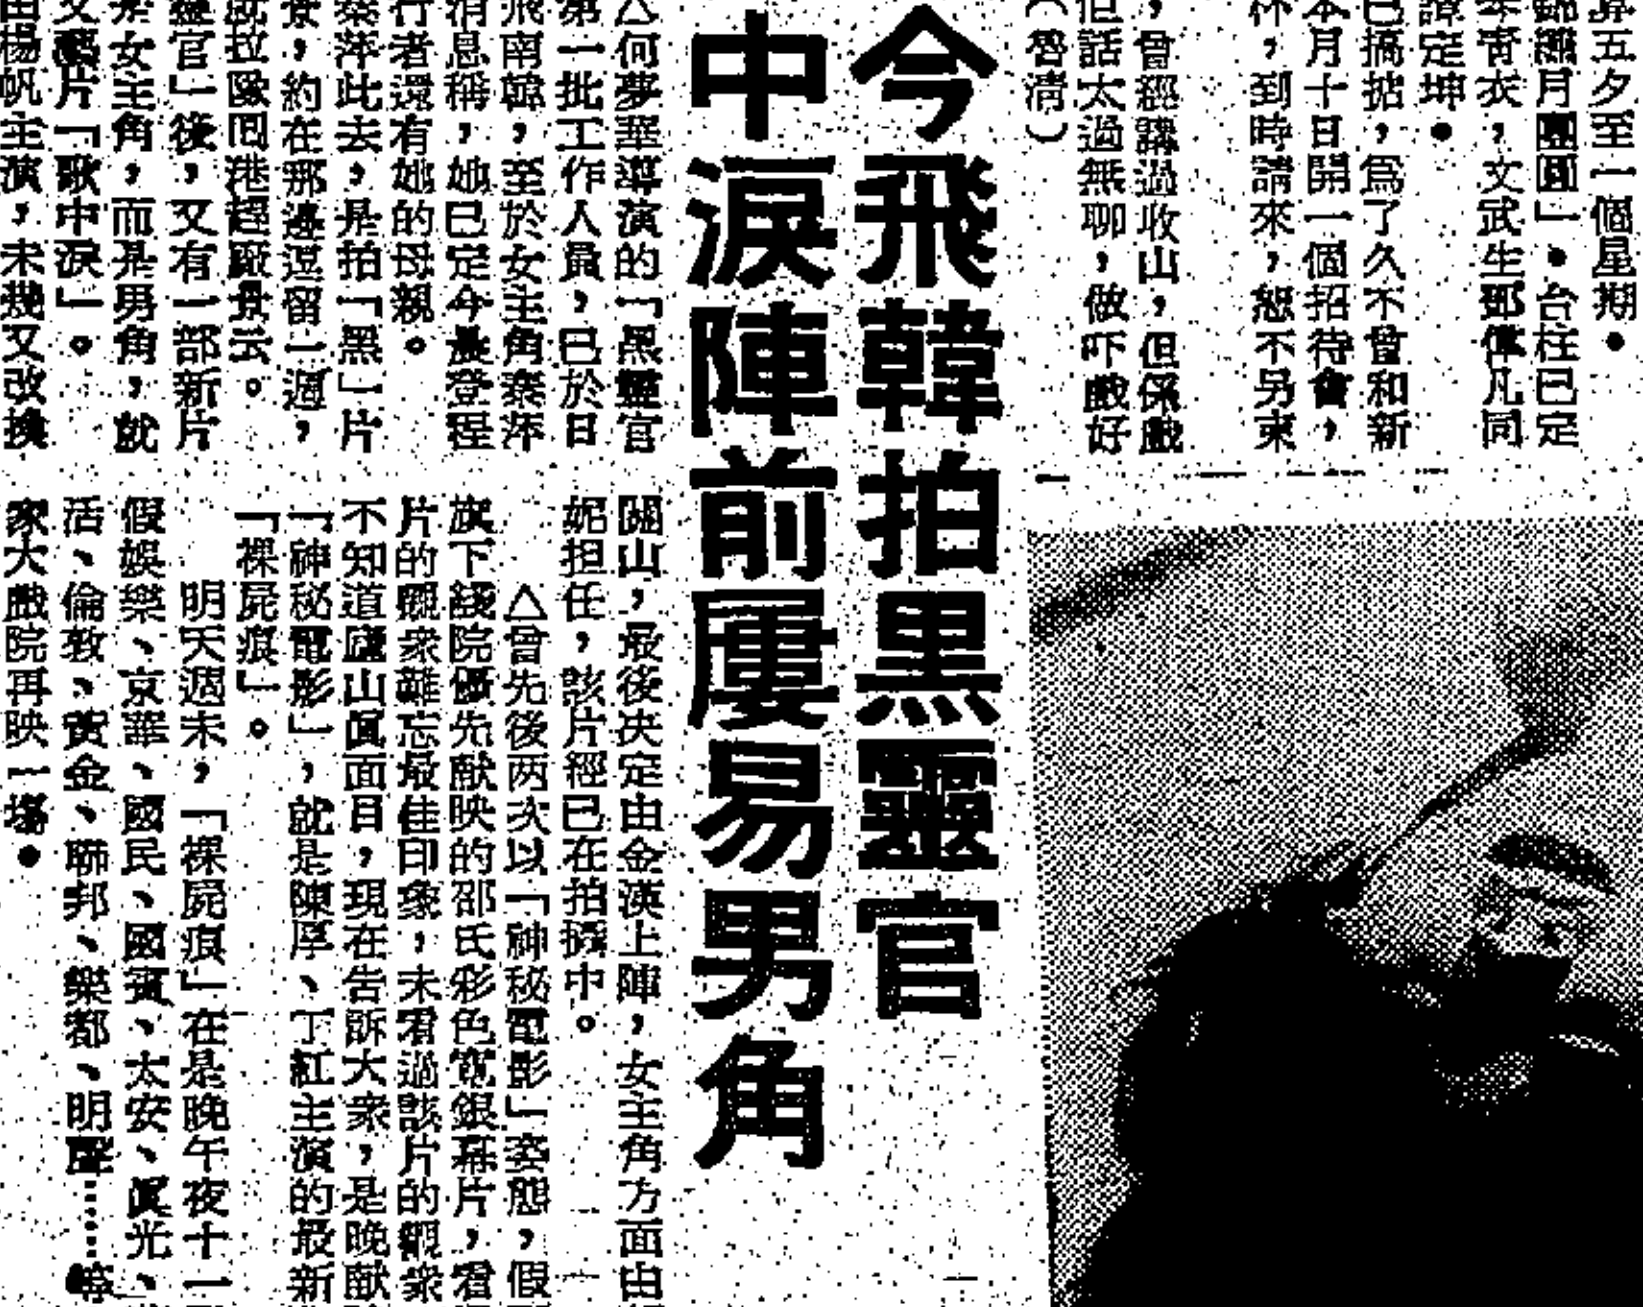 算五夕至一個星期●
錦繡月團圓」●台柱已定
青衣，文武生鄧偉凡同
諱定坤●
已搞掂，為了久不曾和新
本月十日開一個招待會，
杯，到時請來，恕不另柬
，曾經講過收山，但係戲
但話太過無聊，做吓戲好
（魯清）
今飛韓拍黑靈官
中淚陣前屢易男角
△何夢華導演的「黑靈官
第一批工作人員，已於日
飛南韓，至於女主角秦萍
消息稱，她已定今晨登程
行者還有她的母親。
秦萍此去，是拍「黑」片
景，約在那邊逗留一週，
就拉隊回港趕廠景云。
靈官」後，又有一部新片
是女主角，而是男角，就
文藝片「歌中淚」。
由楊帆主演，未幾又改換
關山，最後決定由金漢上陣，女主角方面由
妮担任，該片經已在拍攝中。
△曾先後两次以「神秘電影」姿態，假
旗下綫院優先献映的邵氏彩色寬銀幕片，看
片的觀衆難忘最佳印象，未看過該片的觀衆
不知道廬山眞面目，現在告訴大衆，是晚献
「神秘電影」，就是陳厚、丁紅主演的最新
「裸屍痕」。
明天週末，「裸屍痕」在是晚午夜十一
假娛樂、京華、國民、國賓、太安、眞光、
活、倫敦、黃金、聯邦、樂都、明聲……等
家大戲院再映一場●